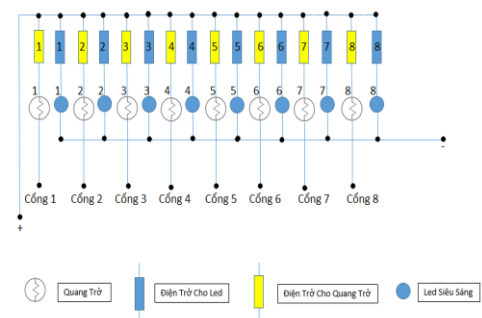 1 1 2 2 3 3 4 4 5 5 6 6 7 7 8 8
1 1 2 2 3 3 4 4 5 5 6 6 7 7 8 8
-
Cổng 1 Cổng 2 Cổng 3 Cổng 4 Cổng 5 Cổng 6 Cổng 7 Cổng 8
+
Quang Trở Điện Trở Cho Led Điện Trở Cho Quang Trở Led Siêu Sáng